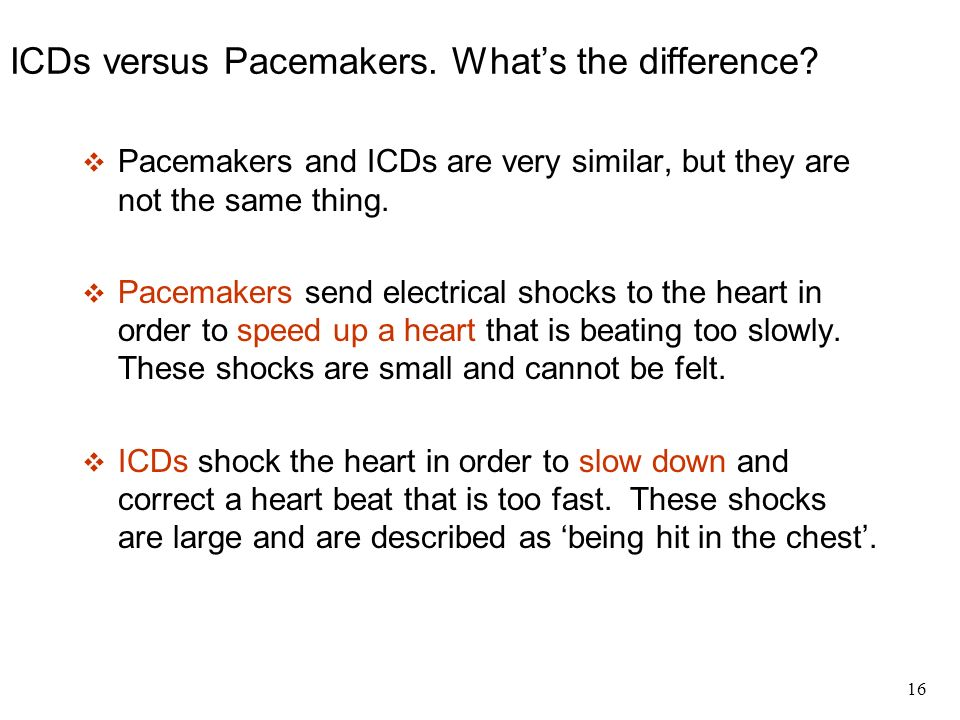 ICDs versus Pacemakers. What’s the difference?
❖ Pacemakers and ICDs are very similar, but they are
not the same thing.
❖ Pacemakers send electrical shocks to the heart in
order to speed up a heart that is beating too slowly.
These shocks are small and cannot be felt.
❖ ICDs shock the heart in order to slow down and
correct a heart beat that is too fast.  These shocks
are large and are described as ‘being hit in the chest’.
16